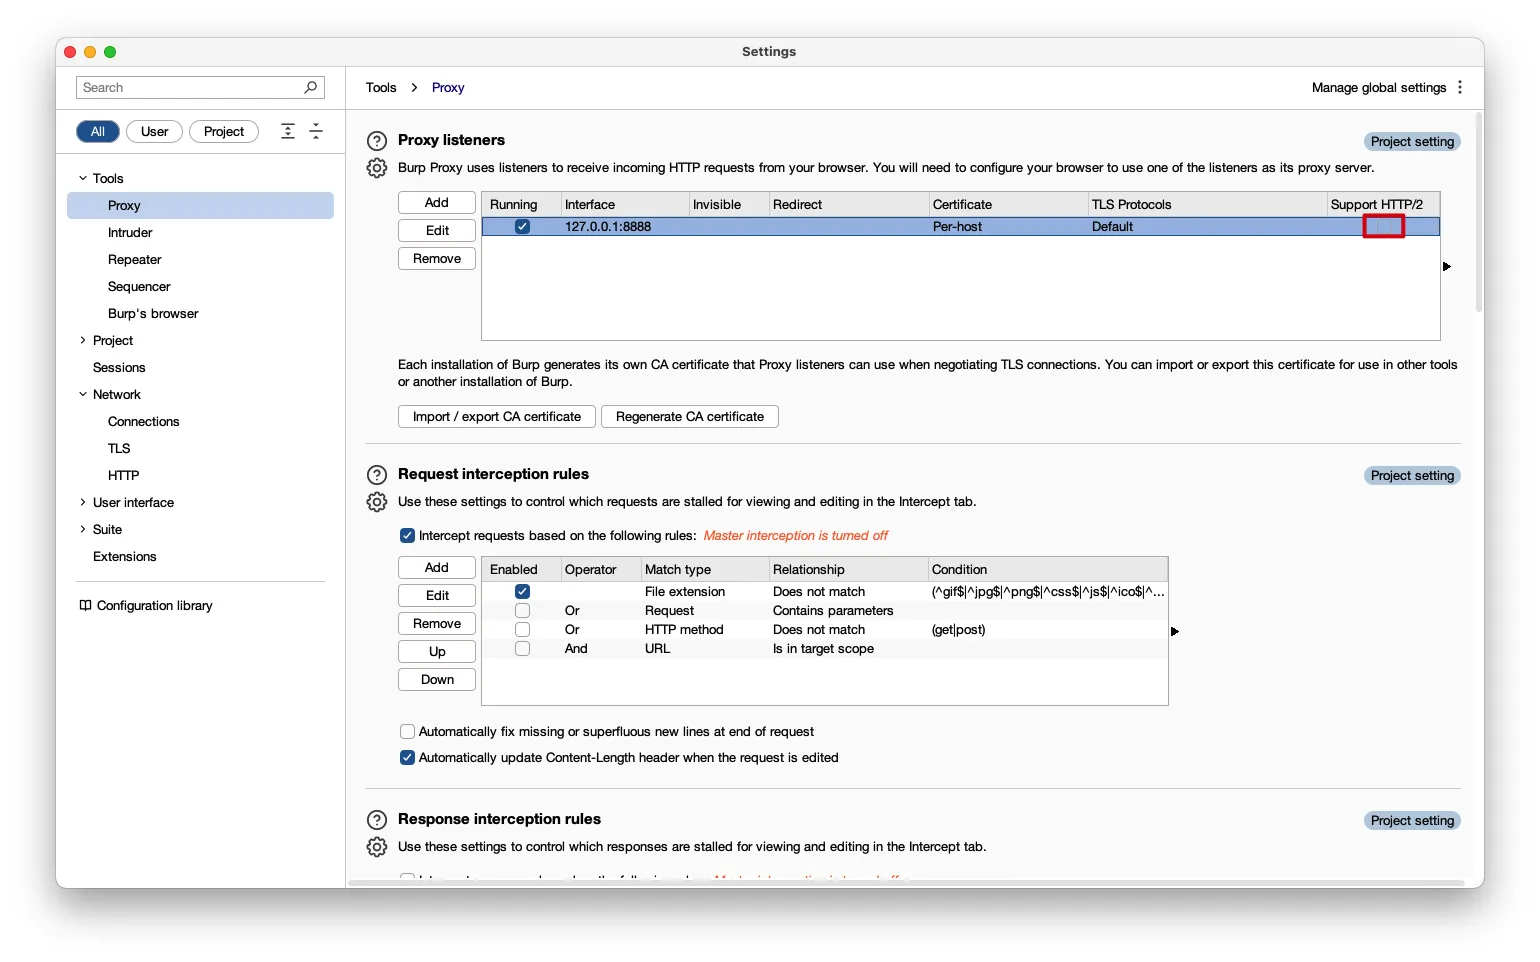 Settings
Search
Tools > Proxy
Manage global settings
All User Project
Tools
Proxy
Intruder
Repeater
Sequencer
Burp's browser
Project
Sessions
Network
Connections
TLS
HTTP
User interface
Suite
Extensions
Configuration library
Proxy listeners
Project setting
Burp Proxy uses listeners to receive incoming HTTP requests from your browser. You will need to configure your browser to use one of the listeners as its proxy server.
Add
Edit
Remove
Running Interface Invisible Redirect Certificate TLS Protocols Support HTTP/2
127.0.0.1:8888 Per-host Default
Each installation of Burp generates its own CA certificate that Proxy listeners can use when negotiating TLS connections. You can import or export this certificate for use in other tools
or another installation of Burp.
Import / export CA certificate Regenerate CA certificate
Request interception rules
Project setting
Use these settings to control which requests are stalled for viewing and editing in the Intercept tab.
Intercept requests based on the following rules: Master interception is turned off
Add
Edit
Remove
Up
Down
Enabled Operator Match type Relationship Condition
File extension Does not match (^gif$|^jpg$|^png$|^css$|^js$|^ico$|^...
Or Request Contains parameters
Or HTTP method Does not match (get|post)
And URL Is in target scope
Automatically fix missing or superfluous new lines at end of request
Automatically update Content-Length header when the request is edited
Response interception rules
Project setting
Use these settings to control which responses are stalled for viewing and editing in the Intercept tab.